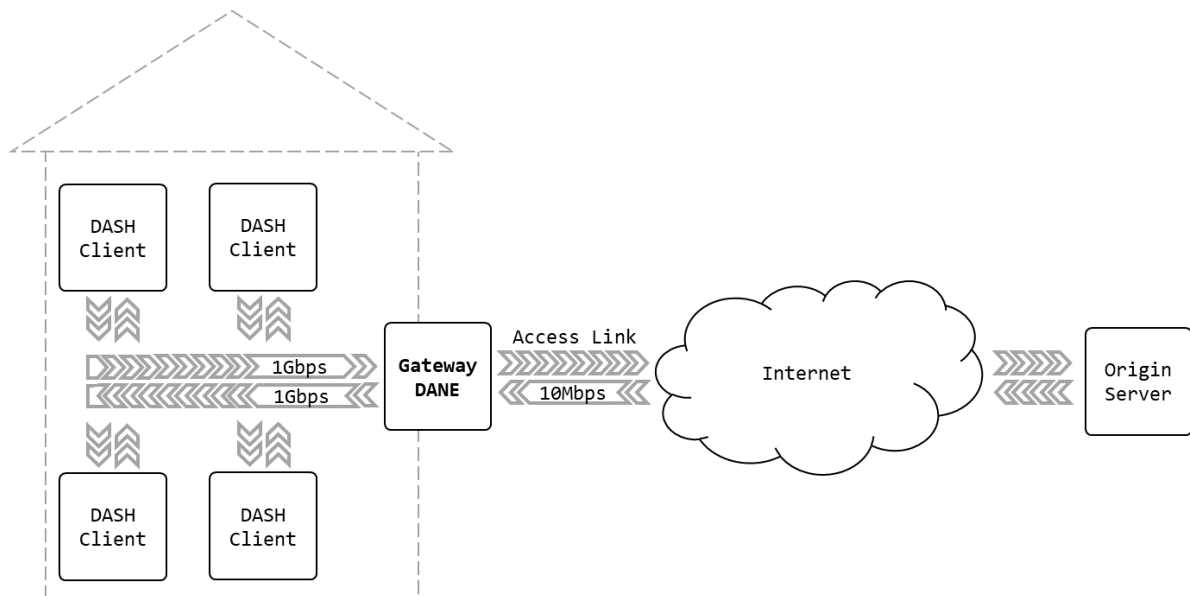 DASH
Client
DASH
Client
1Gbps
1Gbps
Gateway
DANE
Access Link
10Mbps
Internet
Origin
Server
DASH
Client
DASH
Client